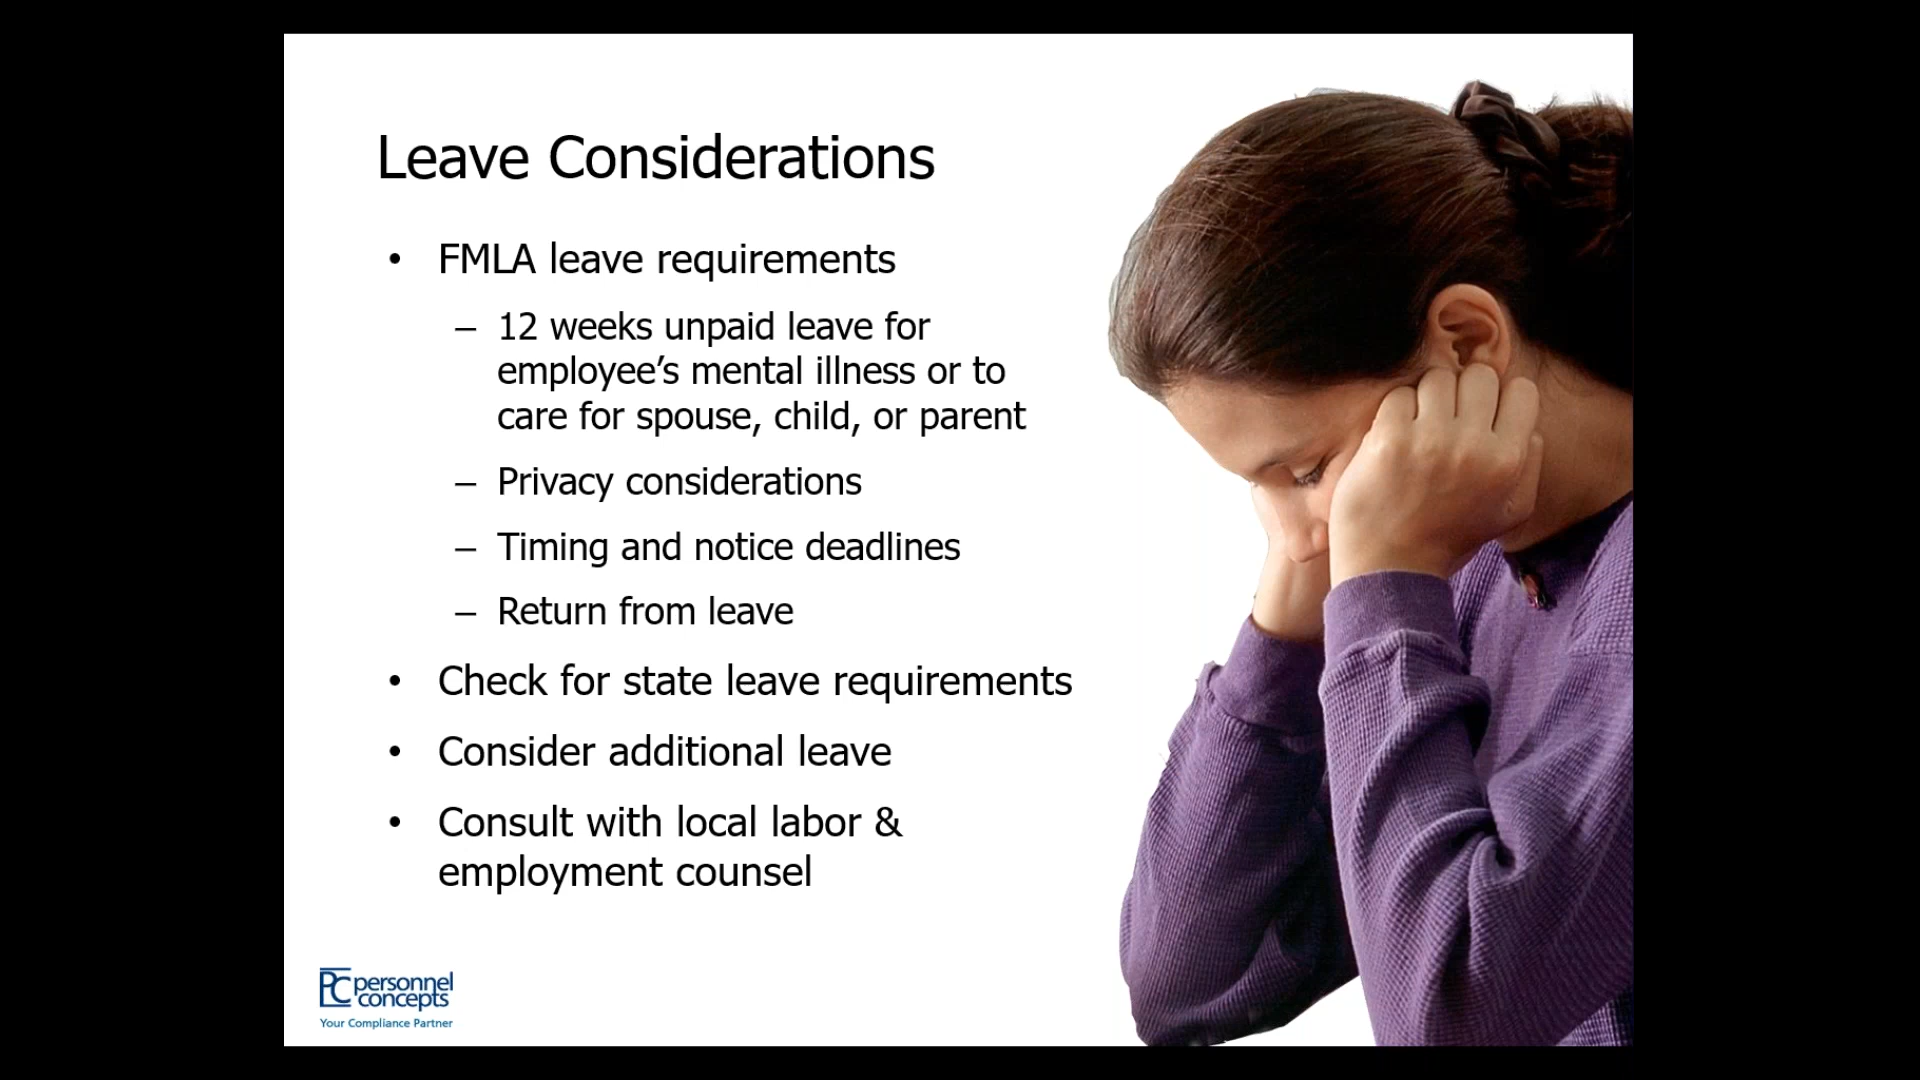 Leave Considerations
• FMLA leave requirements
– 12 weeks unpaid leave for
employee’s mental illness or to
care for spouse, child, or parent
– Privacy considerations
– Timing and notice deadlines
– Return from leave
• Check for state leave requirements
• Consider additional leave
• Consult with local labor &
employment counsel
PC personnel
concepts
Your Compliance Partner